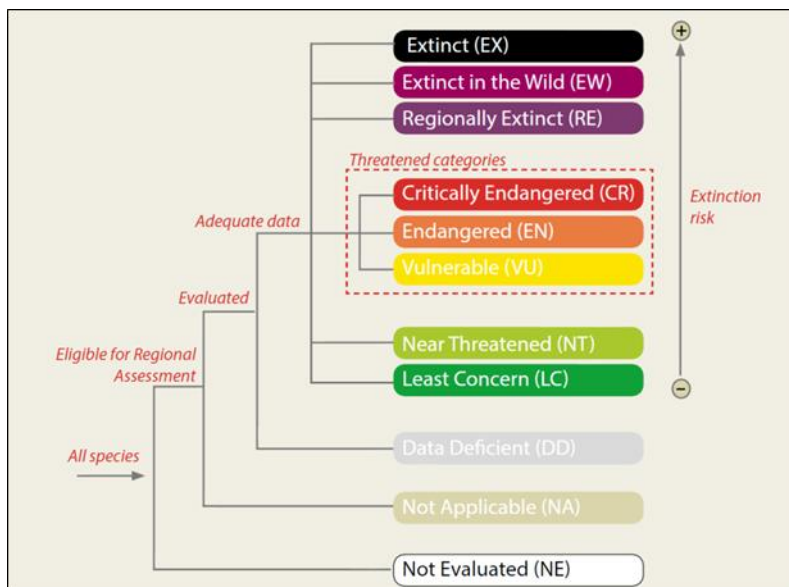 Extinct (EX)
Extinct in the Wild (EW)
Regionally Extinct (RE)
Threatened categories
Critically Endangered (CR)
Extinction
risk
Adequate data
Endangered (EN)
Vulnerable (VU)
Evaluated
Near Threatened (NT)
Eligible for Regional
Assessment
Least Concern (LC)
All species
Data Deficient (DD)
Not Applicable (NA)
Not Evaluated (NE)